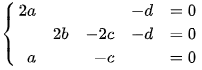 2a -d = 0
2b -2c -d = 0
a -c = 0